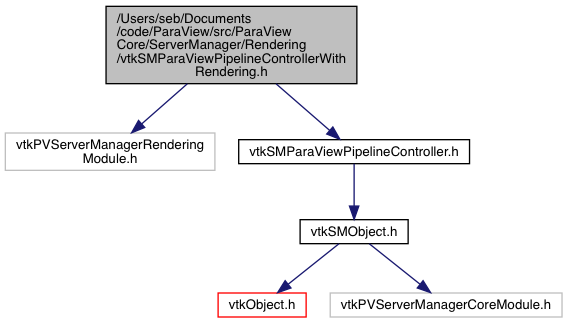 /Users/seb/Documents
/code/ParaView/src/ParaView
Core/ServerManager/Rendering
/vtkSMParaViewPipelineControllerWith
Rendering.h
vtkPVServerManagerRendering
Module.h
vtkSMParaViewPipelineController.h
vtkSMObject.h
vtkObject.h
vtkPVServerManagerCoreModule.h